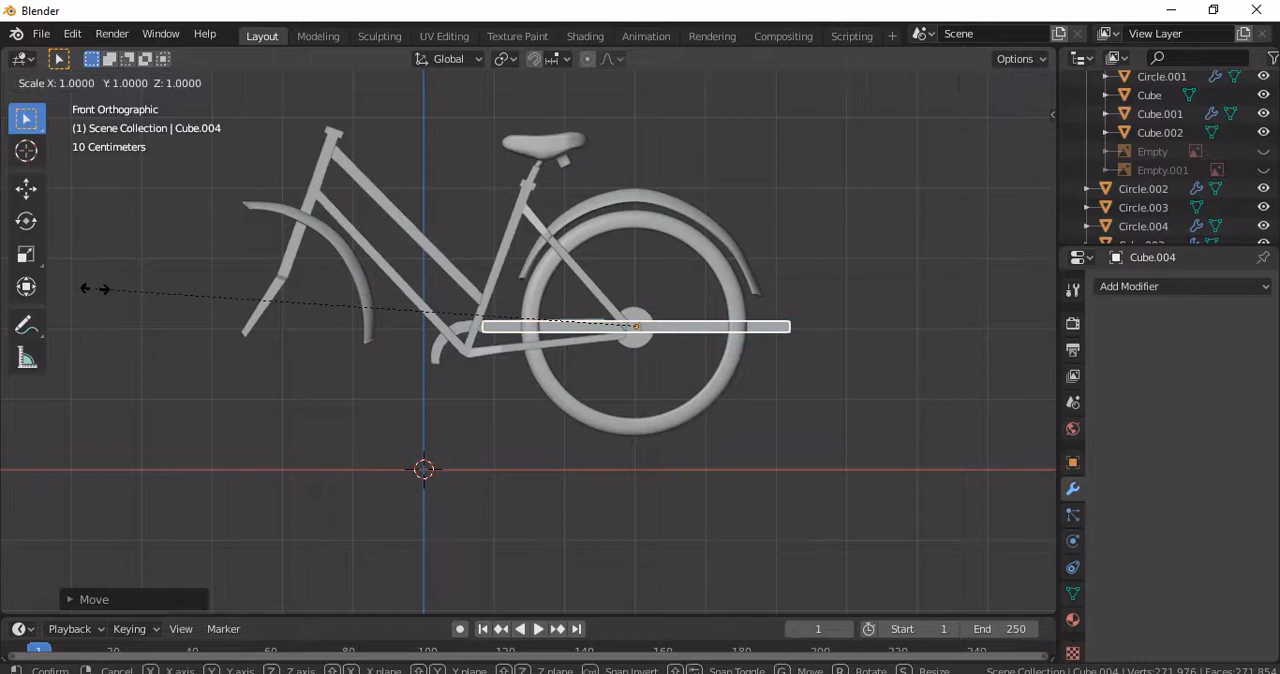 Blender
File Edit Render Window Help Layout Modeling Sculpting UV Editing Texture Paint Shading Animation Rendering Compositing Scripting + Scene View Layer
Global Options
Scale X: 1.0000 Y: 1.0000 Z: 1.0000
Front Orthographic
(1) Scene Collection | Cube.004
10 Centimeters
Circle.001
Cube
Cube.001
Cube.002
Empty
Empty.001
Circle.002
Circle.003
Circle.004
Cube.004
Add Modifier
Move
Playback Keying View Marker 1 Start 1 End 250
1 20 40 60 80 100 120 140 160 180 200 220 240
Confirm Cancel X X axis Y Y axis Z Z axis X X plane Y Y plane Z Z plane Ctrl Snap Invert Snap Toggle G Move R Rotate S Resize Scene Collection | Cube.004 | Verts:271,976 | Faces:271,854